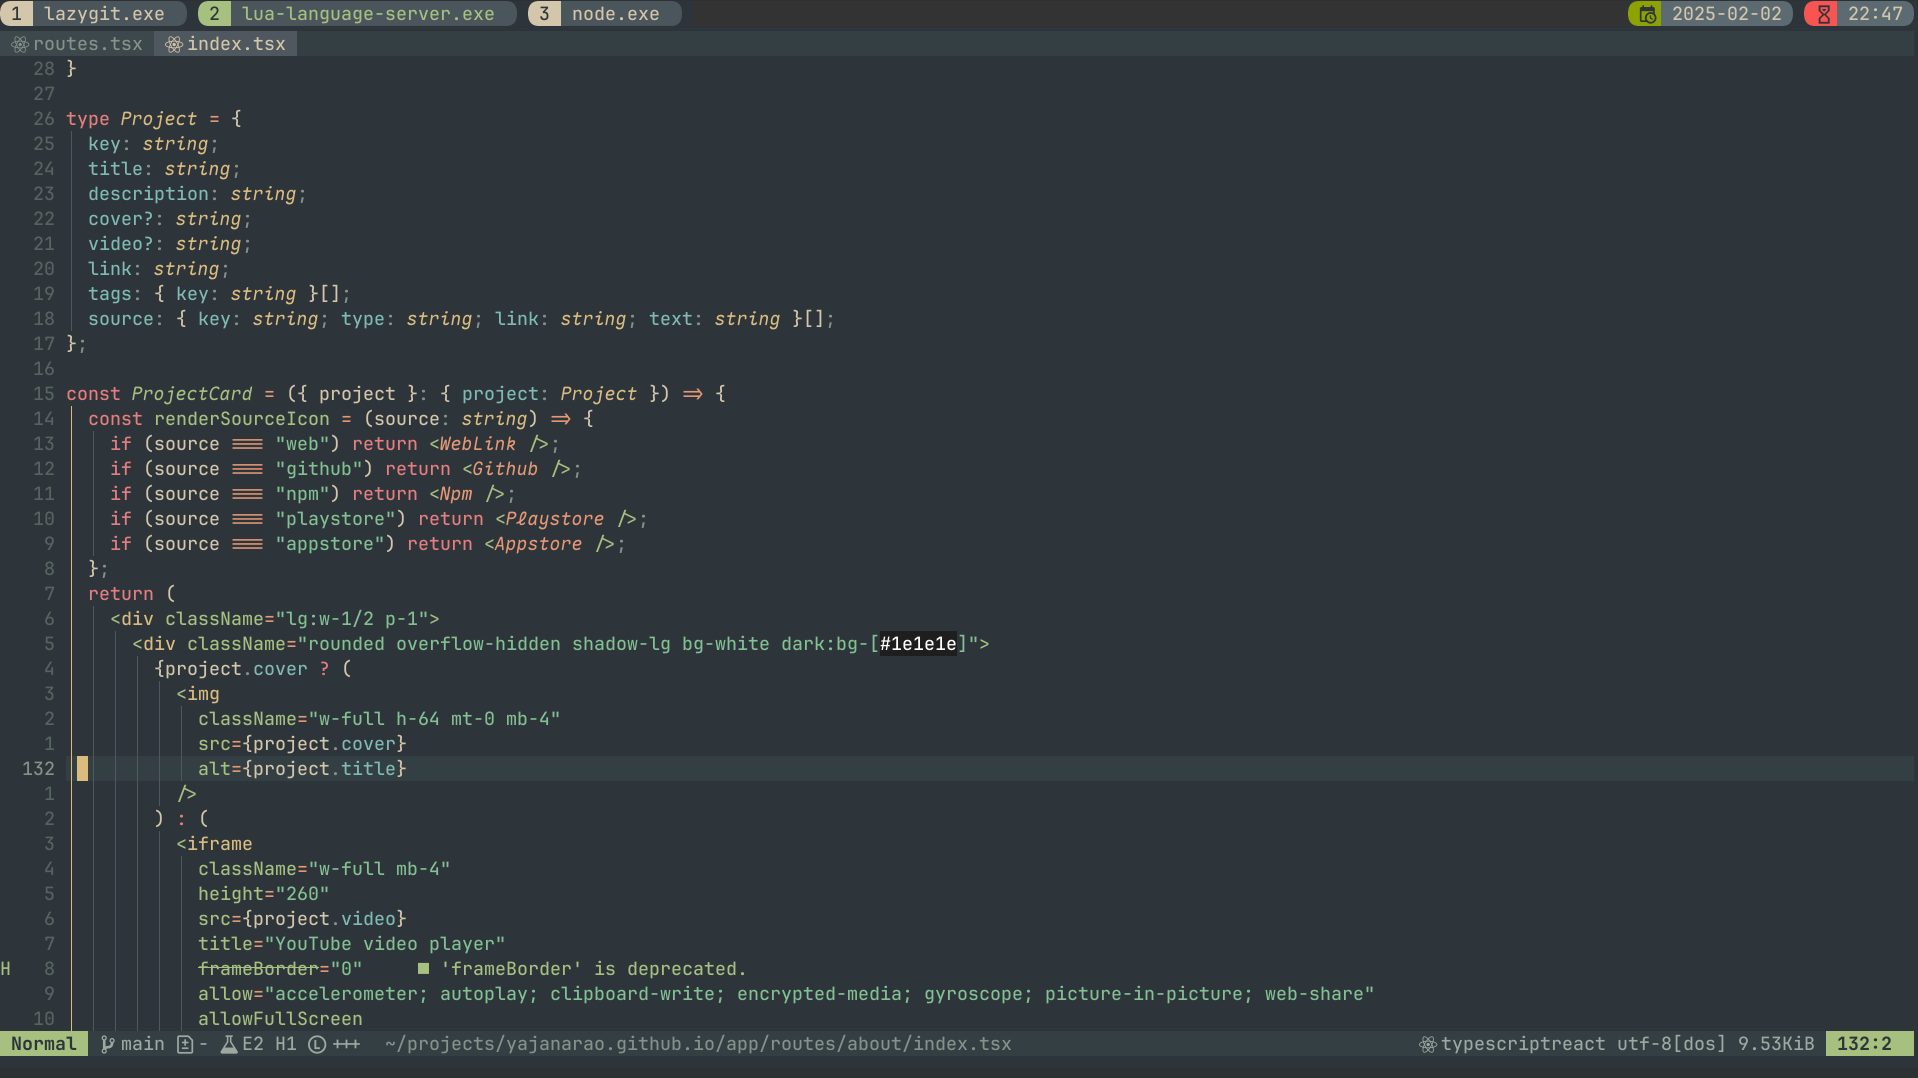 1 lazygit.exe 2 lua-language-server.exe 3 node.exe 2025-02-02 22:47
routes.tsx index.tsx
28 }
27
26 type Project = {
25 key: string;
24 title: string;
23 description: string;
22 cover?: string;
21 video?: string;
20 link: string;
19 tags: { key: string }[];
18 source: { key: string; type: string; link: string; text: string }[];
17 };
16
15 const ProjectCard = ({ project }: { project: Project }) => {
14 const renderSourceIcon = (source: string) => {
13 if (source === "web") return <WebLink />;
12 if (source === "github") return <Github />;
11 if (source === "npm") return <Npm />;
10 if (source === "playstore") return <Playstore />;
9 if (source === "appstore") return <Appstore />;
8 };
7 return (
6 <div className="lg:w-1/2 p-1">
5 <div className="rounded overflow-hidden shadow-lg bg-white dark:bg-[#1e1e1e]">
4 {project.cover ? (
3 <img
2 className="w-full h-64 mt-0 mb-4"
1 src={project.cover}
132 alt={project.title}
1 />
2 ) : (
3 <iframe
4 className="w-full mb-4"
5 height="260"
6 src={project.video}
7 title="YouTube video player"
H 8 frameBorder="0" ■ 'frameBorder' is deprecated.
9 allow="accelerometer; autoplay; clipboard-write; encrypted-media; gyroscope; picture-in-picture; web-share"
10 allowFullScreen
Normal main - E2 H1 L +++ ~/projects/yajanarao.github.io/app/routes/about/index.tsx typescriptreact utf-8[dos] 9.53KiB 132:2